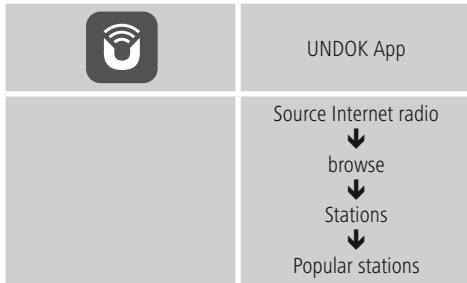 UNDOK App
Source Internet radio
browse
Stations
Popular stations